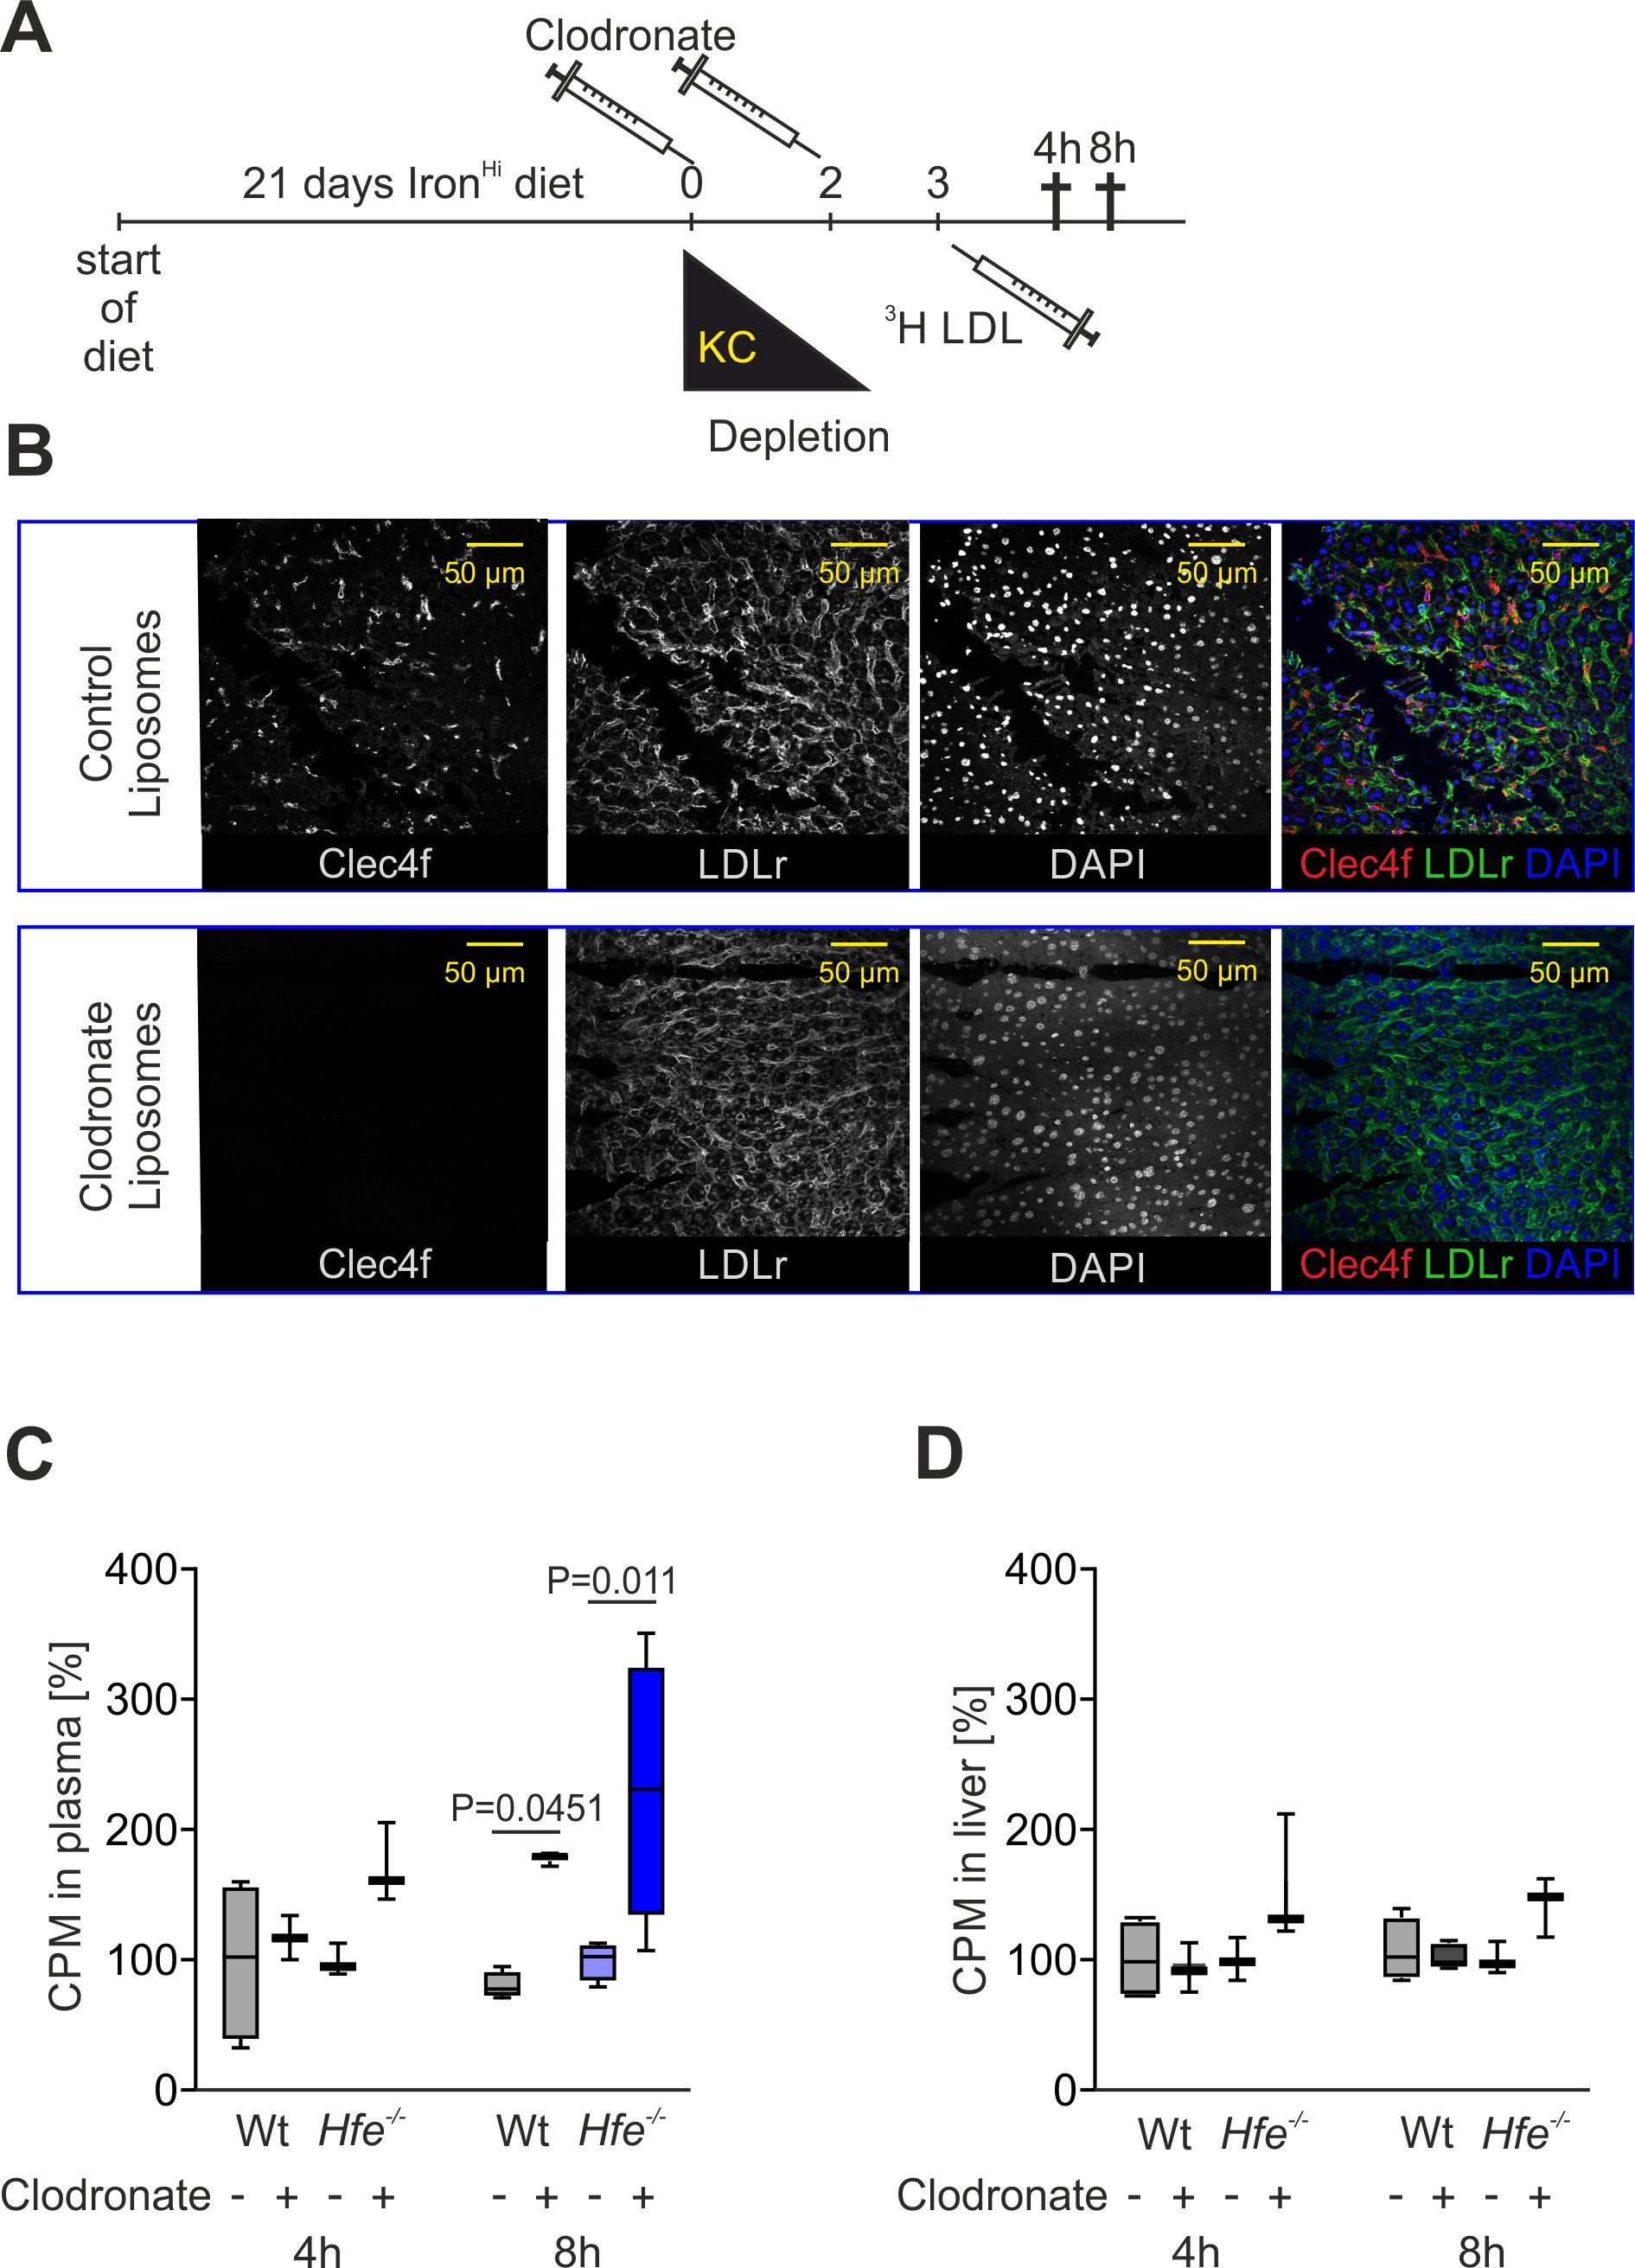 A
Clodronate
21 days Iron^Hi diet 0 2 3 4h 8h
start
of
diet
KC
³H LDL
Depletion
B
Control
Liposomes
50 µm 50 µm 50 µm 50 µm
Clec4f LDLr DAPI Clec4f LDLr DAPI
Clodronate
Liposomes
50 µm 50 µm 50 µm 50 µm
Clec4f LDLr DAPI Clec4f LDLr DAPI
C
CPM in plasma [%]
400
300
200
100
0
P=0.0451
P=0.011
Wt Hfe-/- Wt Hfe-/-
Clodronate - + - + - + - +
4h 8h
D
CPM in liver [%]
400
300
200
100
0
Wt Hfe-/- Wt Hfe-/-
Clodronate - + - + - + - +
4h 8h